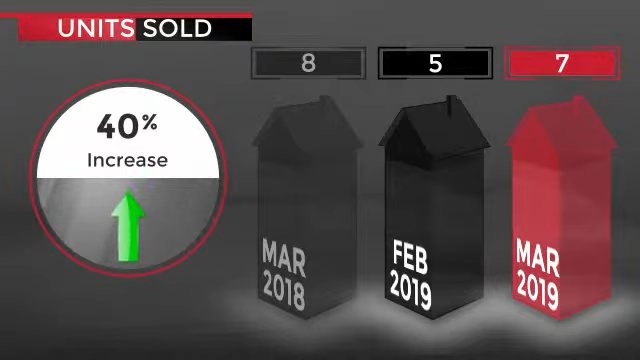 UNITS SOLD
8
5
7
40%
Increase
MAR
2018
FEB
2019
MAR
2019